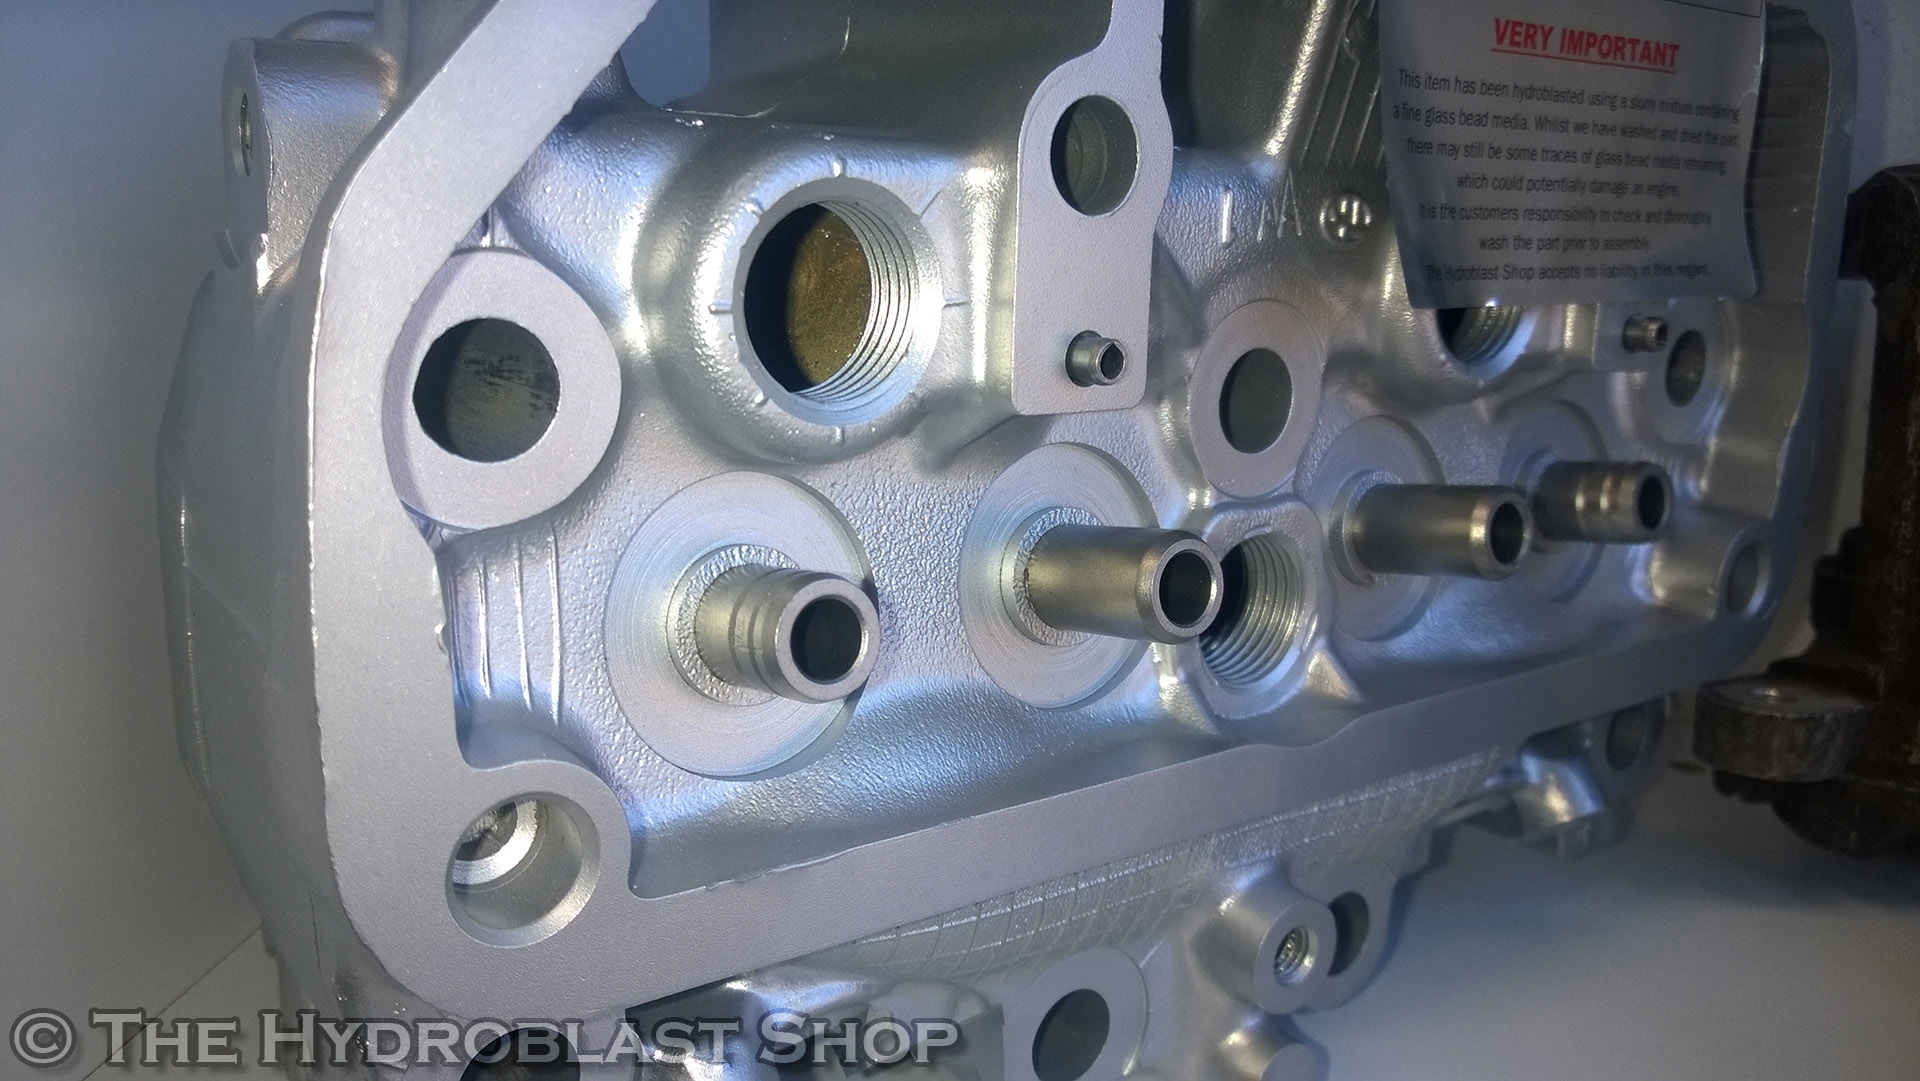 VERY IMPORTANT
This item has been hydroblasted using a slurry mixture containing
a fine glass bead media. Whilst we have washed and dried the part,
there may still be some traces of glass bead media remaining
which could potentially damage an engine.
It is the customers responsibility to check and thoroughly
wash the part prior to assembly.
The Hydroblast Shop accepts no liability in this regard.
© THE HYDROBLAST SHOP